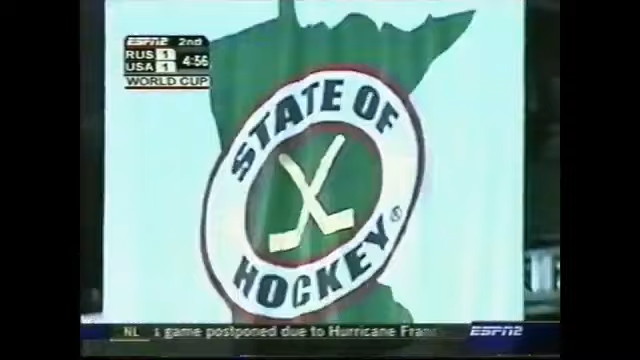 ESPN2 2nd
RUS 1
USA 1 4:56
WORLD CUP
STATE OF
HOCKEY
®
NL s game postponed due to Hurricane Fran
ESPN2